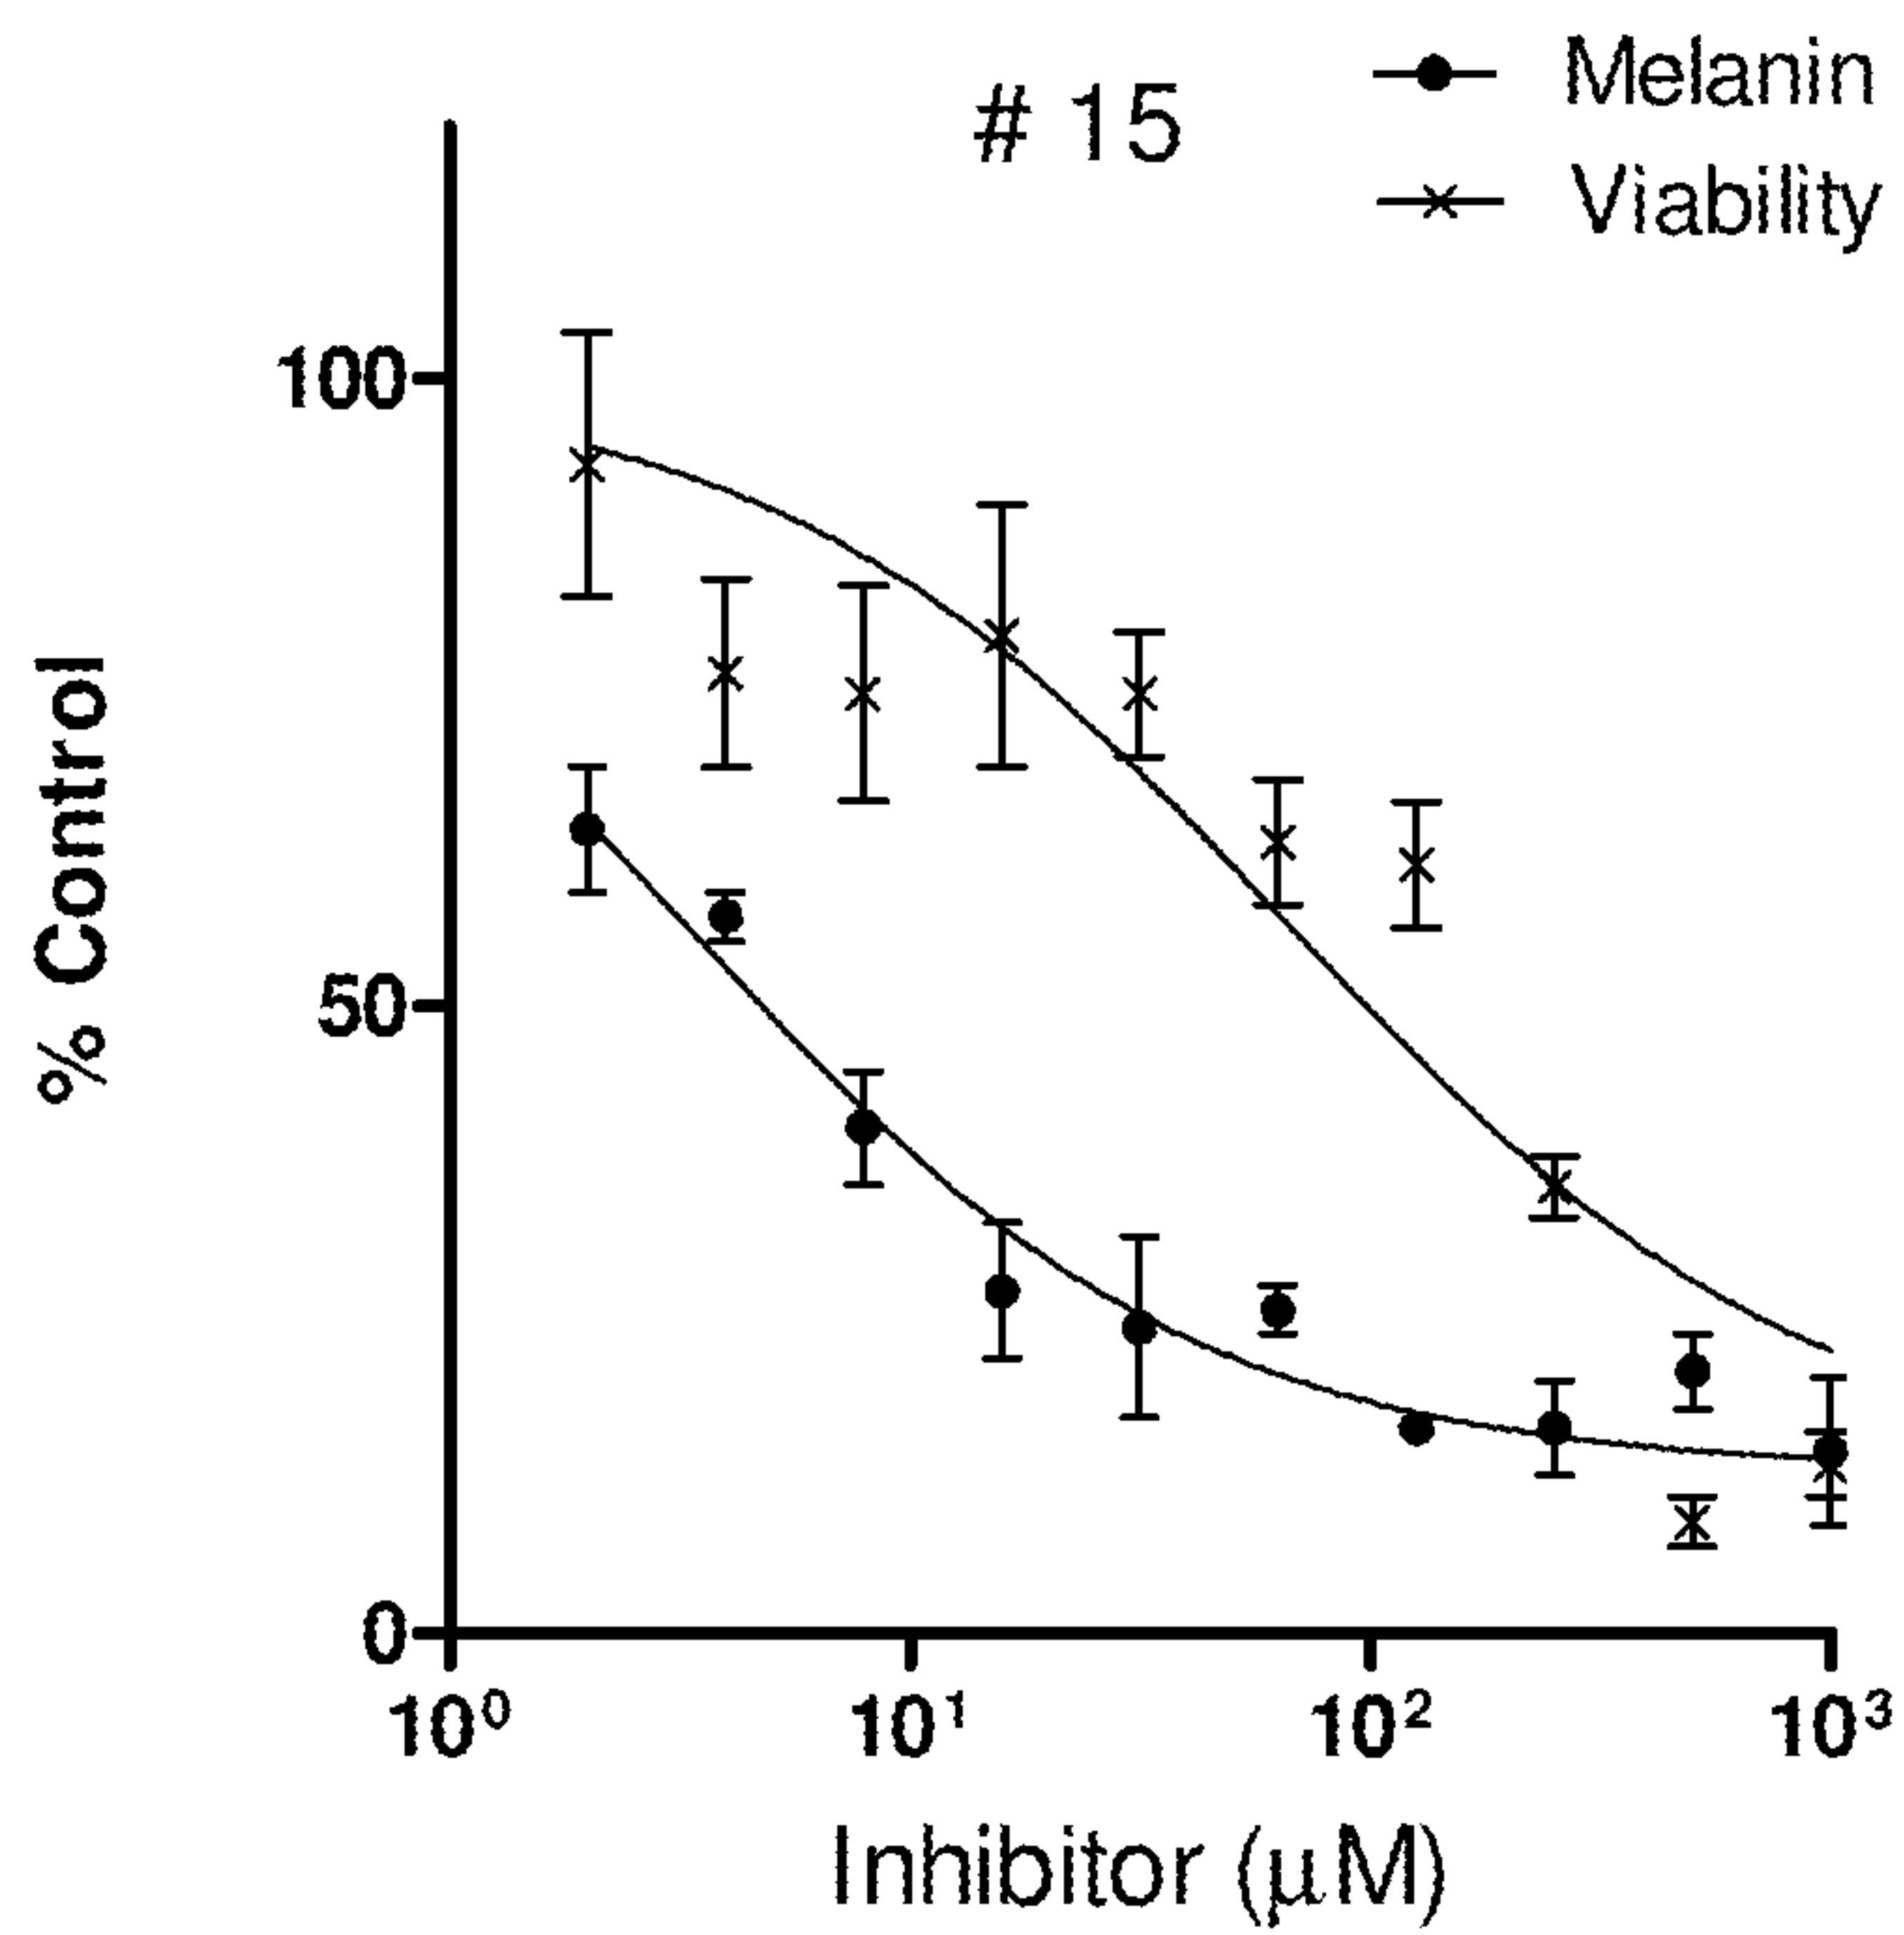 # 15
Melanin
Viability
100
50
0
% Control
10⁰ 10¹ 10² 10³
Inhibitor (µM)